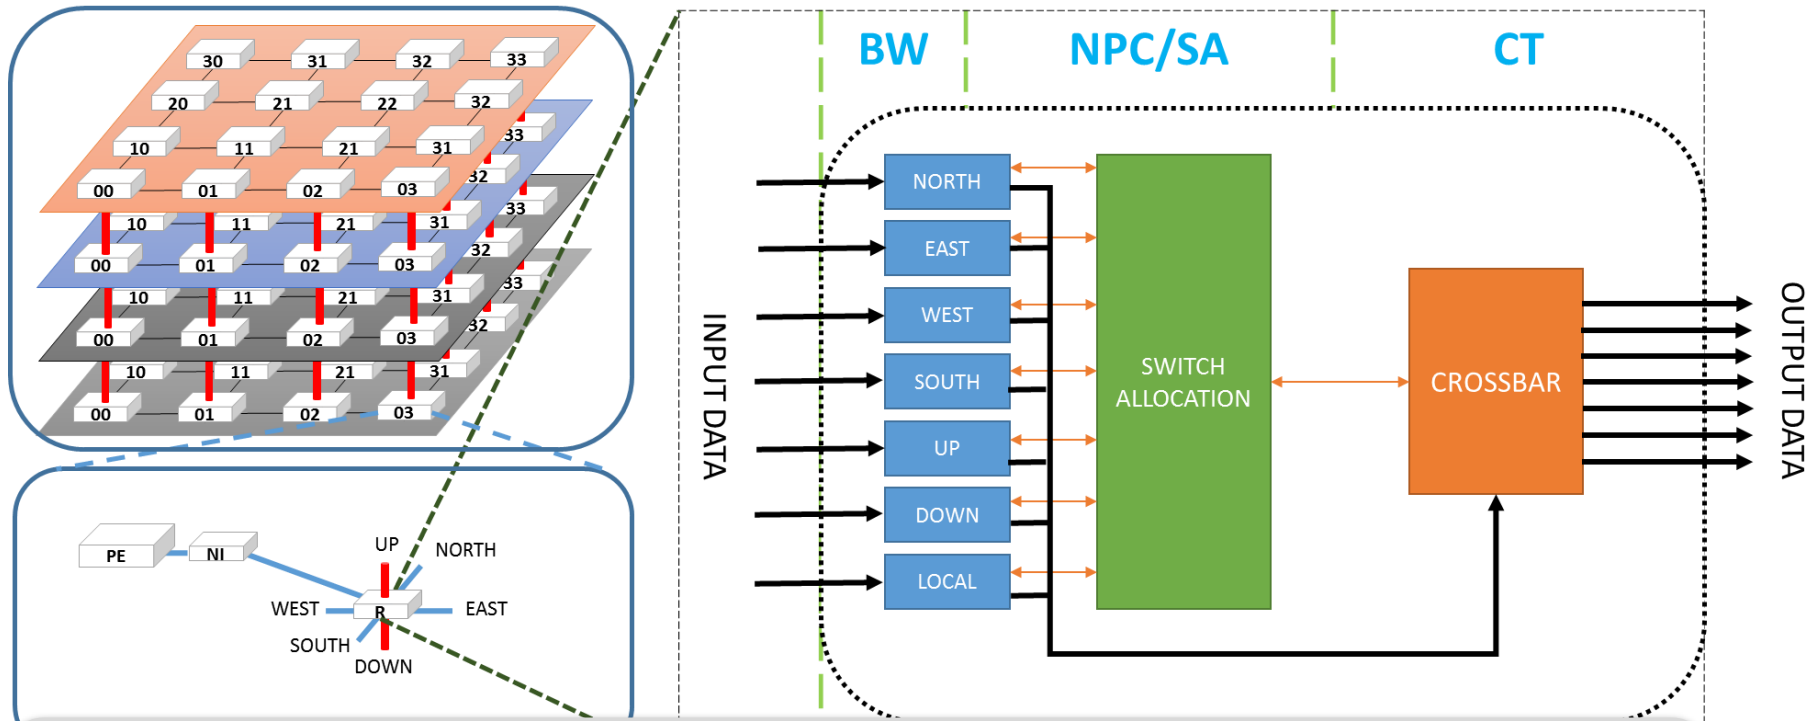 30 31 32 33
20 21 22 32
10 11 21 31
00 01 02 03
33
32
10 11 21 31
00 01 02 03
33
32
10 11 21 31
00 01 02 03
33
32
10 11 21 31
00 01 02 03
PE
NI
UP
NORTH
WEST
R
EAST
SOUTH
DOWN
BW
NPC/SA
CT
INPUT DATA
NORTH
EAST
WEST
SOUTH
UP
DOWN
LOCAL
SWITCH
ALLOCATION
CROSSBAR
OUTPUT DATA